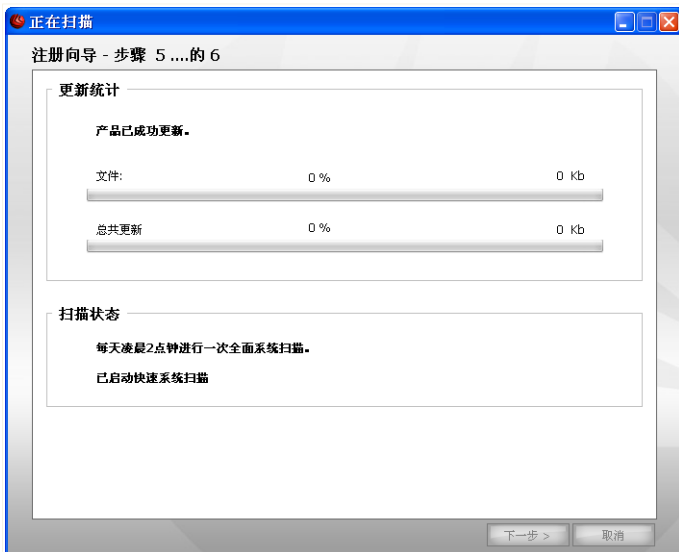 正在扫描
注册向导 - 步骤 5 ....的 6
更新统计
产品已成功更新。
文件: 0 % 0 Kb
总共更新 0 % 0 Kb
扫描状态
每天凌晨2点钟进行一次全面系统扫描。
已启动快速系统扫描
下一步 > 取消